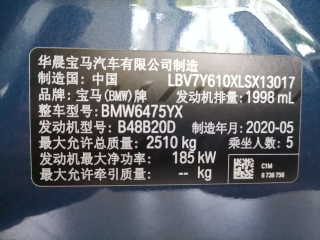 华晨宝马汽车有限公司制造
制造国：中国 LBV7Y610XLSX13017
品牌：宝马(BMW)牌 发动机排量：1998 mL
整车型号：BMW6475YX
发动机型号：B48B20D 制造年月：2020-05
最大允许总质量：2510 kg 乘坐人数：5
发动机最大净功率：185 kW
最大允许牵引质量：-- kg
C1M
8 738 756